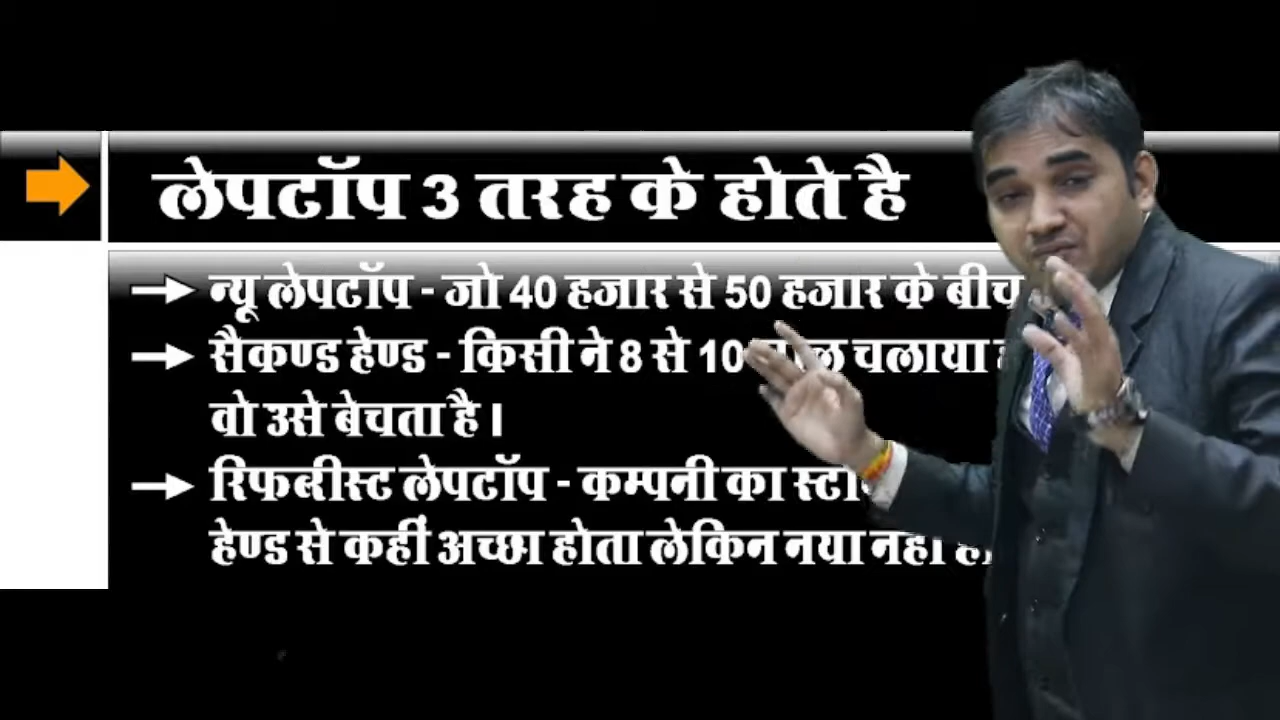 लेपटॉप 3 तरह के होते है
न्यू लेपटॉप - जो 40 हजार से 50 हजार के बीच
सैकण्ड हेण्ड - किसी ने 8 से 10 चलाया
वो उसे बेचता है ।
रिफब्रीस्ट लेपटॉप - कम्पनी का
हेण्ड से कहीं अच्छा होता लेकिन नया नहीं